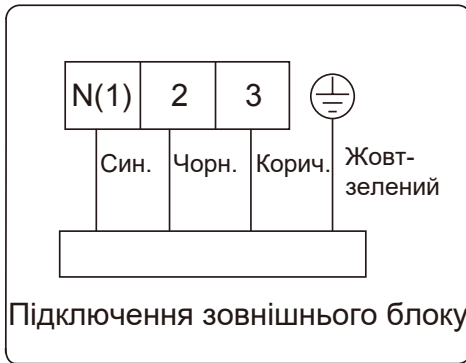 N(1) 2 3
Син. Чорн. Корич. Жовт-
зелений
Підключення зовнішнього блоку